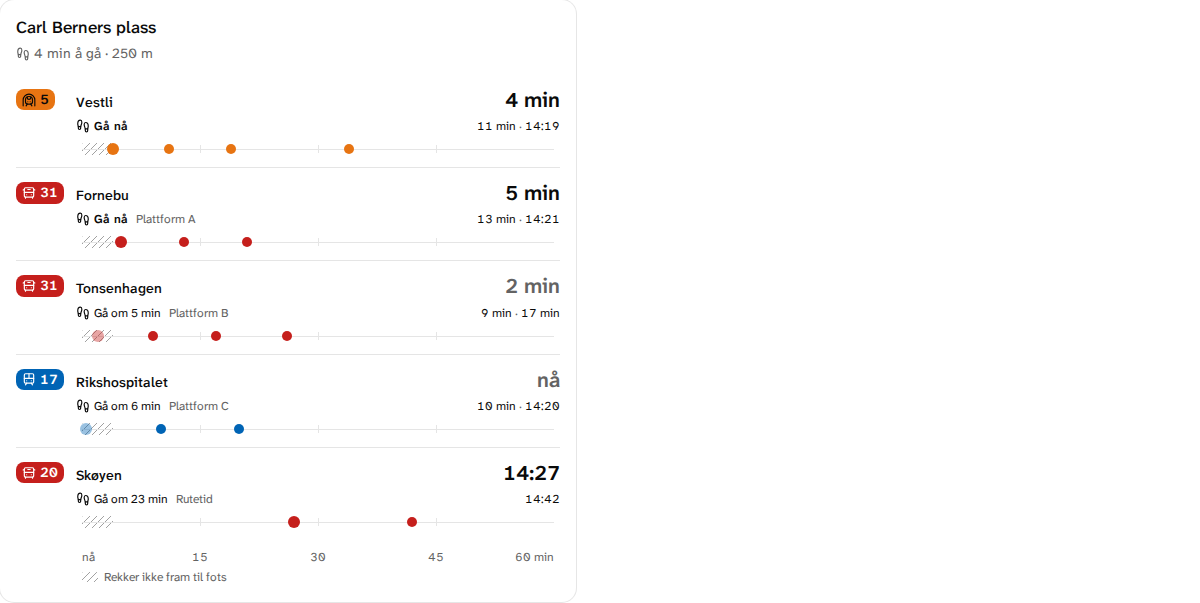 Carl Berners plass
4 min å gå · 250 m
5 Vestli 4 min
Gå nå 11 min · 14:19
31 Fornebu 5 min
Gå nå Plattform A 13 min · 14:21
31 Tonsenhagen 2 min
Gå om 5 min Plattform B 9 min · 17 min
17 Rikshospitalet nå
Gå om 6 min Plattform C 10 min · 14:20
20 Skøyen 14:27
Gå om 23 min Rutetid 14:42
nå 15 30 45 60 min
Rekker ikke fram til fots